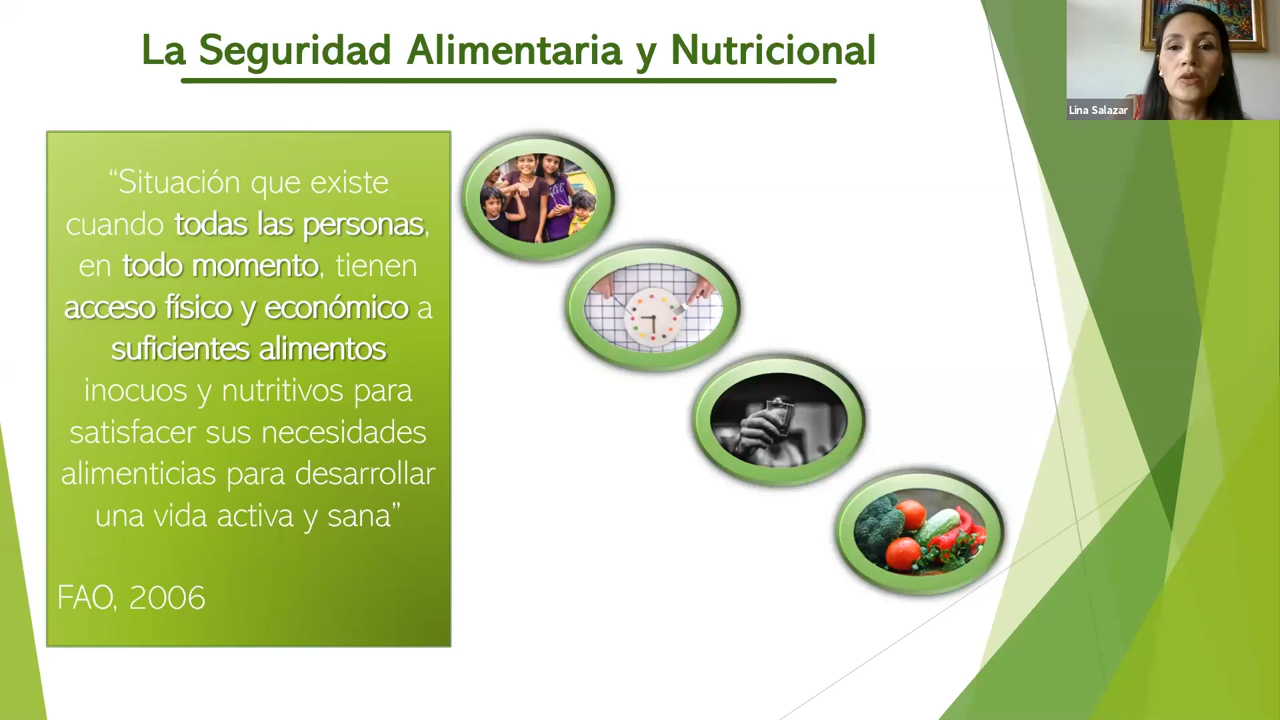 La Seguridad Alimentaria y Nutricional
Lina Salazar
“Situación que existe
cuando todas las personas,
en todo momento, tienen
acceso físico y económico a
suficientes alimentos
inocuos y nutritivos para
satisfacer sus necesidades
alimenticias para desarrollar
una vida activa y sana”
FAO, 2006